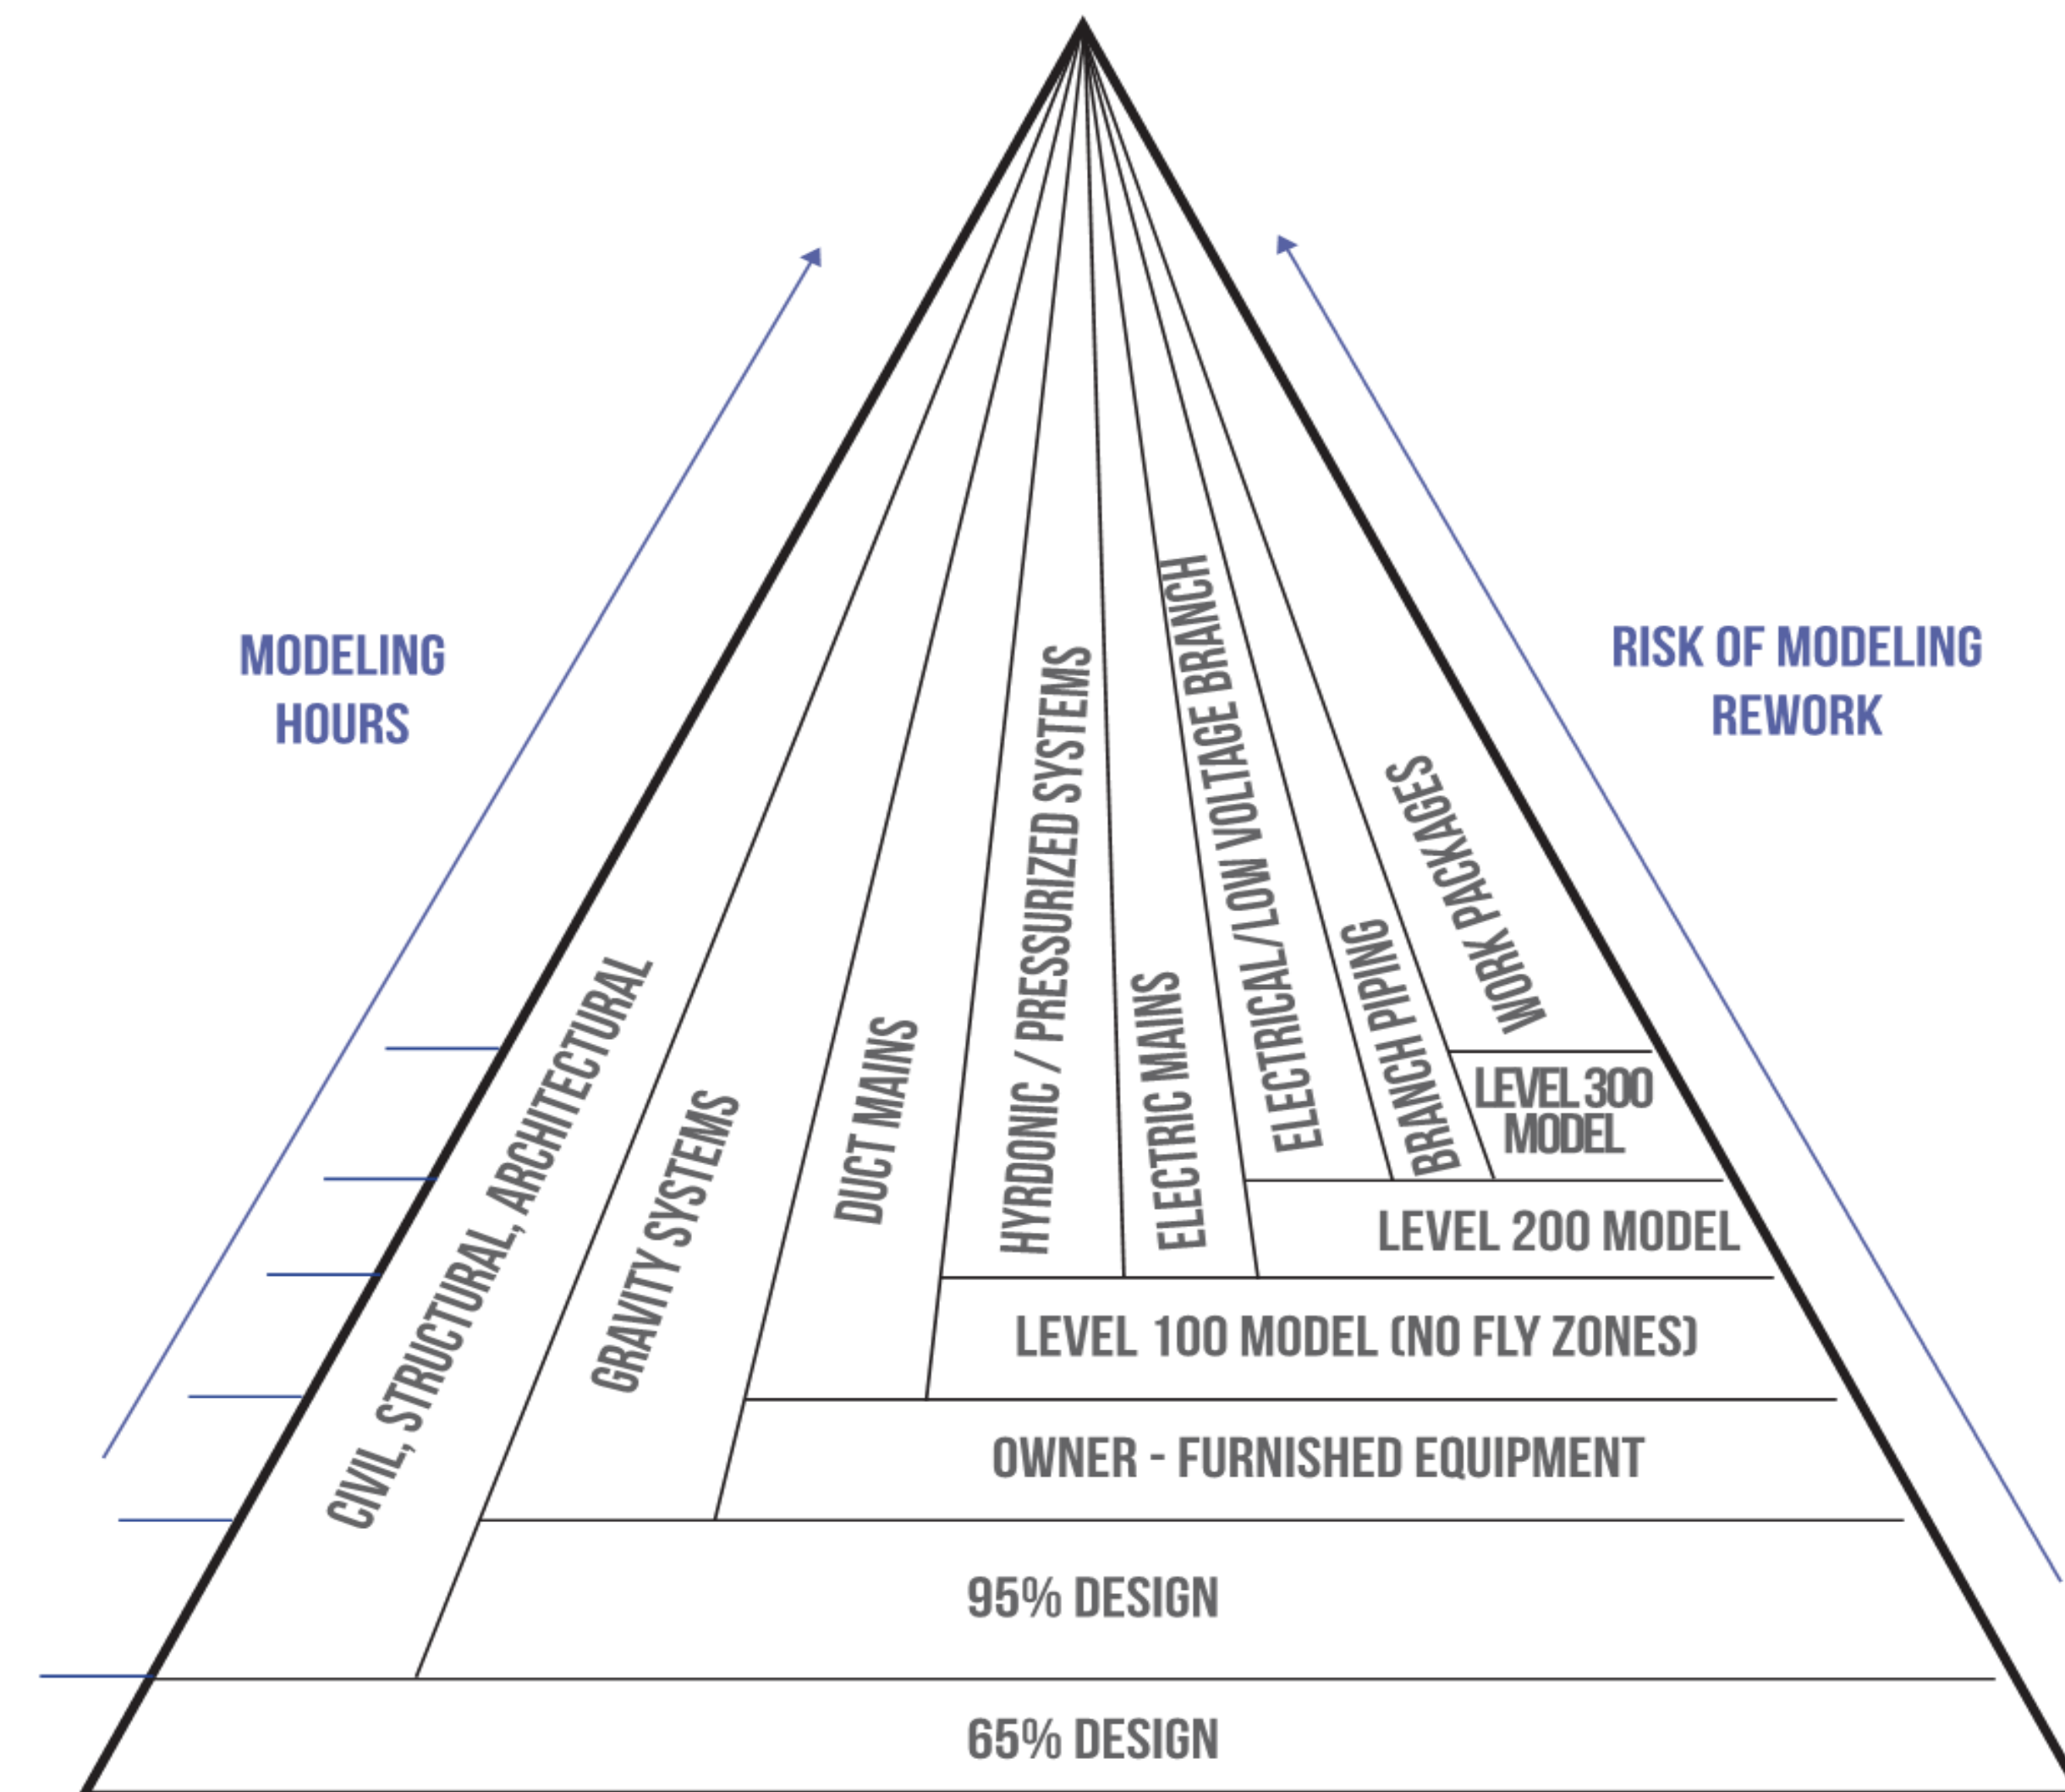 MODELING
HOURS
RISK OF MODELING
REWORK
CIVIL, STRUCTURAL, ARCHITECTURAL
GRAVITY SYSTEMS
DUCT MAINS
HYRDONIC / PRESSURIZED SYSTEMS
ELECTRIC MAINS
ELECTRICAL/LOW VOLTAGE BRANCH
BRANCH PIPING
WORK PACKAGES
LEVEL 300
MODEL
LEVEL 200 MODEL
LEVEL 100 MODEL (NO FLY ZONES)
OWNER - FURNISHED EQUIPMENT
95% DESIGN
65% DESIGN